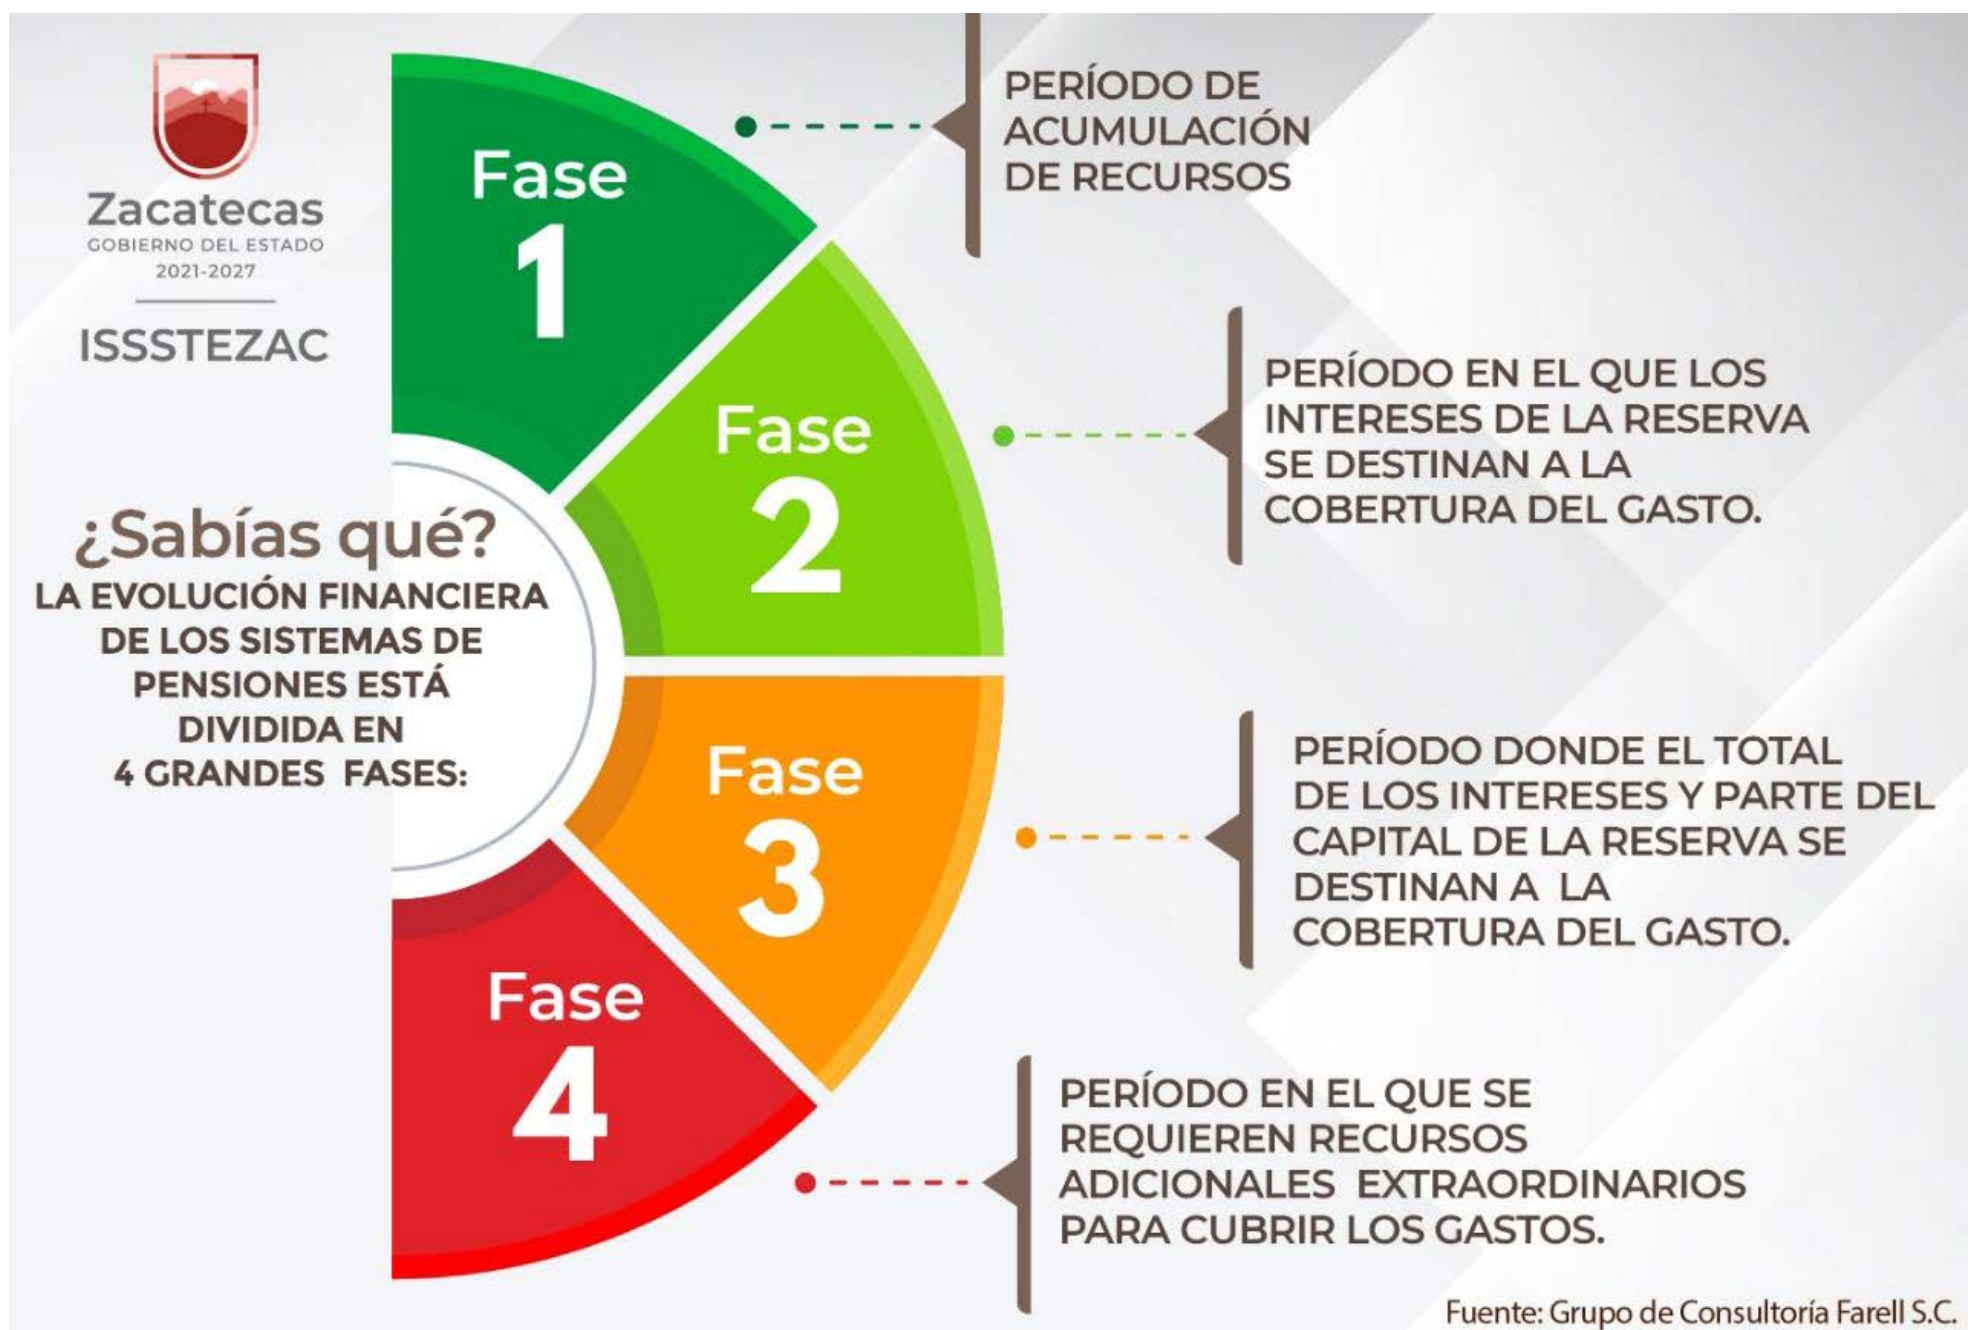 Zacatecas
GOBIERNO DEL ESTADO
2021-2027
ISSSTEZAC
¿Sabías qué?
LA EVOLUCIÓN FINANCIERA
DE LOS SISTEMAS DE
PENSIONES ESTÁ
DIVIDIDA EN
4 GRANDES FASES:
Fase
1
PERÍODO DE
ACUMULACIÓN
DE RECURSOS
Fase
2
PERÍODO EN EL QUE LOS
INTERESES DE LA RESERVA
SE DESTINAN A LA
COBERTURA DEL GASTO.
Fase
3
PERÍODO DONDE EL TOTAL
DE LOS INTERESES Y PARTE DEL
CAPITAL DE LA RESERVA SE
DESTINAN A LA
COBERTURA DEL GASTO.
Fase
4
PERÍODO EN EL QUE SE
REQUIEREN RECURSOS
ADICIONALES EXTRAORDINARIOS
PARA CUBRIR LOS GASTOS.
Fuente: Grupo de Consultoría Farell S.C.